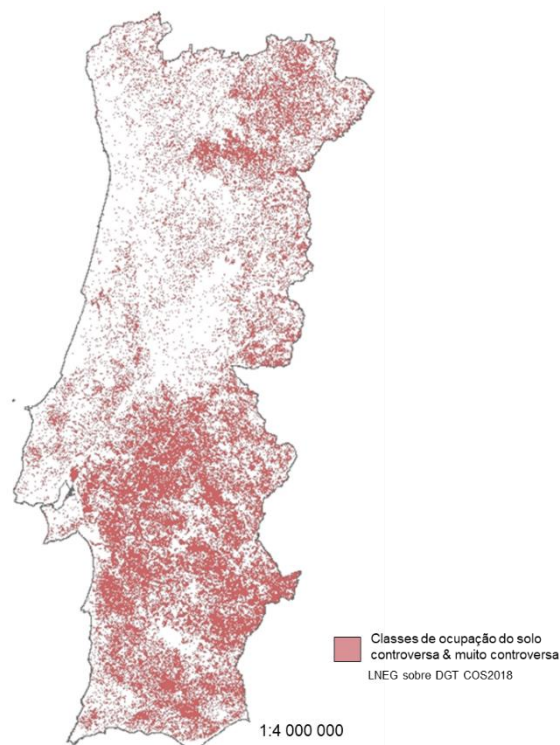 Classes de ocupação do solo
controversa & muito controversa
LNEG sobre DGT COS2018
1:4 000 000